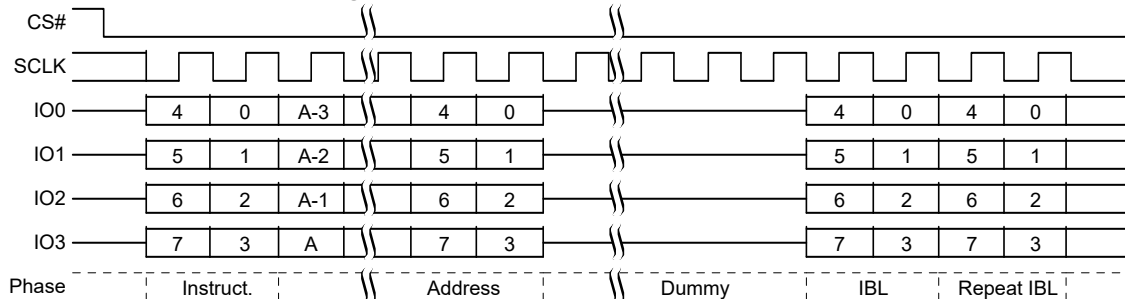 CS#
SCLK
IO0 4 0 A-3 4 0 4 0 4 0
IO1 5 1 A-2 5 1 5 1 5 1
IO2 6 2 A-1 6 2 6 2 6 2
IO3 7 3 A 7 3 7 3 7 3
Phase Instruct. Address Dummy IBL Repeat IBL